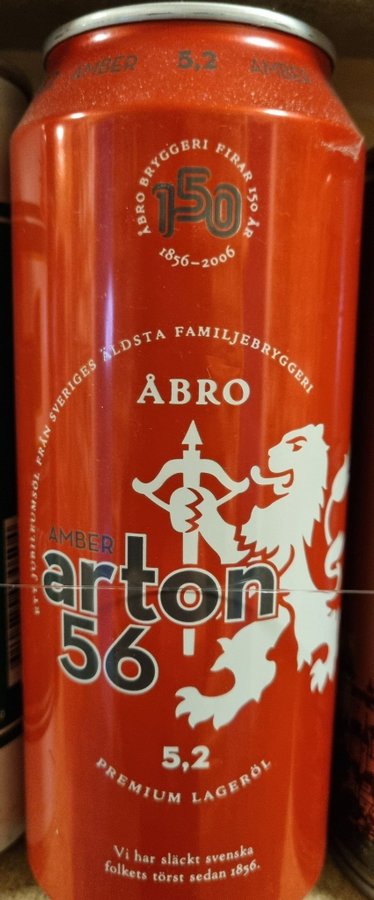 AMBER 5,2 AMBER
ÅBRO BRYGGERI FIRAR 150 ÅR
150
1856–2006
ETT JUBILEUMSÖL FRÅN SVERIGES ÄLDSTA FAMILJEBRYGGERI
ÅBRO
AMBER
arton
56
5,2
PREMIUM LAGERÖL
Vi har släckt svenska
folkets törst sedan 1856.